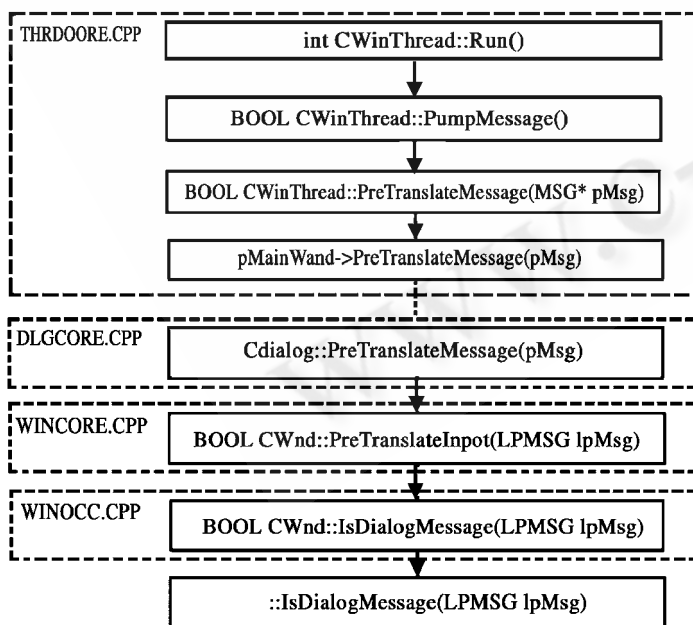 THRDOORE.CPP
int CWinThread::Run()
BOOL CWinThread::PumpMessage()
BOOL CWinThread::PreTranslateMessage(MSG* pMsg)
pMainWand->PreTranslateMessage(pMsg)
DLGCORE.CPP
Cdialog::PreTranslateMessage(pMsg)
WINCORE.CPP
BOOL CWnd::PreTranslateInpot(LPMSG lpMsg)
WINOCC.CPP
BOOL CWnd::IsDialogMessage(LPMSG lpMsg)
::IsDialogMessage(LPMSG lpMsg)